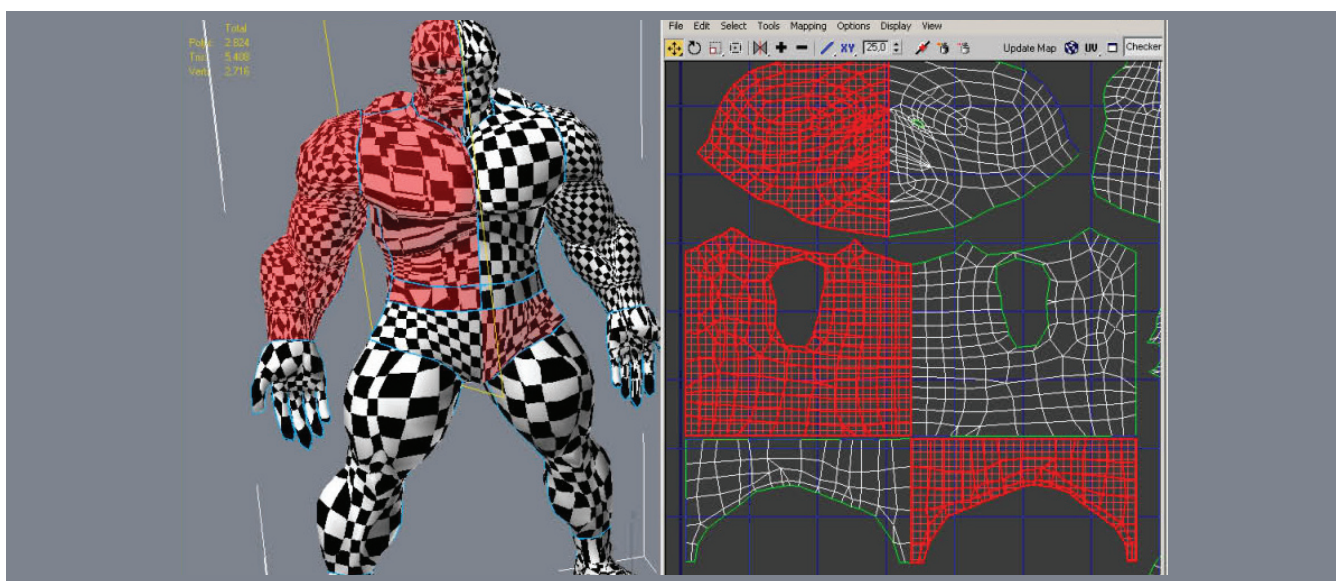 Total
Polys: 2.824
Tris: 5.408
Verts: 2.716
File Edit Select Tools Mapping Options Display View
XY 25,0 Update Map UV Checker